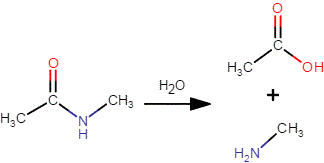 O
H₃C C OH
+
H₂N CH₃
O
H₃C C N H CH₃
H₂O